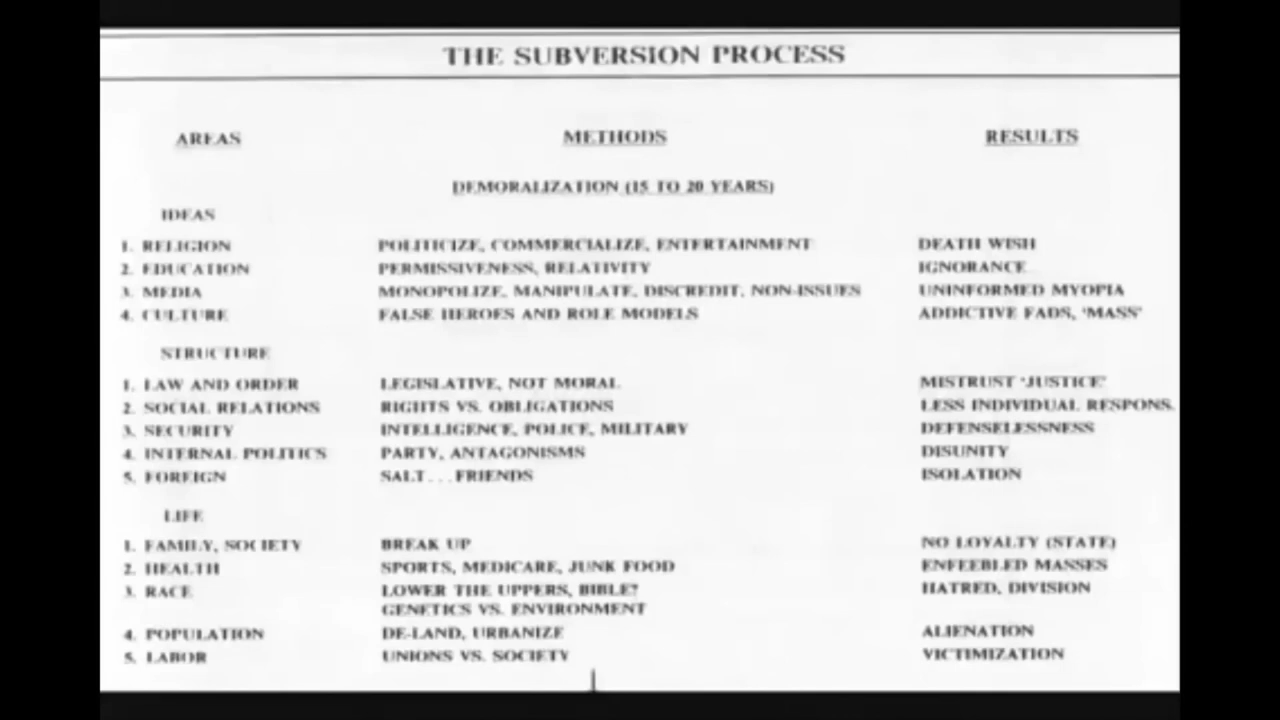 THE SUBVERSION PROCESS
AREAS METHODS RESULTS
DEMORALIZATION (15 TO 20 YEARS)
IDEAS
1. RELIGION POLITICIZE, COMMERCIALIZE, ENTERTAINMENT DEATH WISH
2. EDUCATION PERMISSIVENESS, RELATIVITY IGNORANCE
3. MEDIA MONOPOLIZE, MANIPULATE, DISCREDIT, NON-ISSUES UNINFORMED MYOPIA
4. CULTURE FALSE HEROES AND ROLE MODELS ADDICTIVE FADS, 'MASS'
STRUCTURE
1. LAW AND ORDER LEGISLATIVE, NOT MORAL MISTRUST 'JUSTICE'
2. SOCIAL RELATIONS RIGHTS VS. OBLIGATIONS LESS INDIVIDUAL RESPONS.
3. SECURITY INTELLIGENCE, POLICE, MILITARY DEFENSELESSNESS
4. INTERNAL POLITICS PARTY, ANTAGONISMS DISUNITY
5. FOREIGN SALT . . . FRIENDS ISOLATION
LIFE
1. FAMILY, SOCIETY BREAK UP NO LOYALTY (STATE)
2. HEALTH SPORTS, MEDICARE, JUNK FOOD ENFEEBLED MASSES
3. RACE LOWER THE UPPERS, BIBLE? HATRED, DIVISION
GENETICS VS. ENVIRONMENT
4. POPULATION DE-LAND, URBANIZE ALIENATION
5. LABOR UNIONS VS. SOCIETY VICTIMIZATION